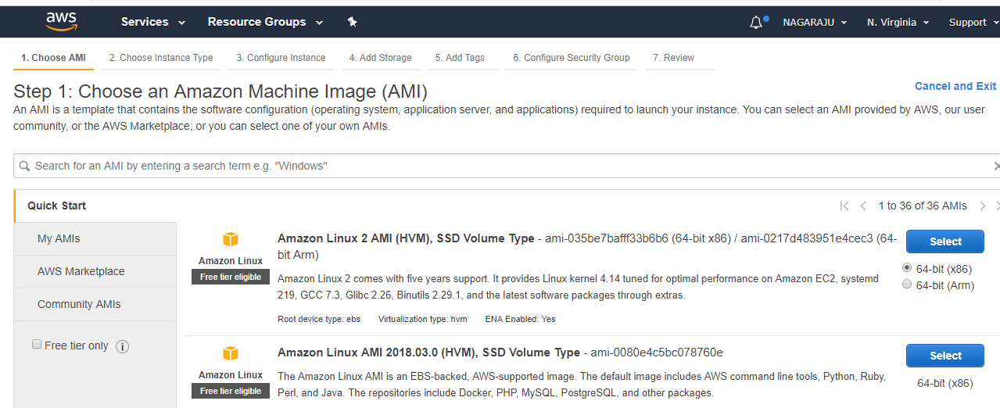 aws Services Resource Groups NAGARAJU N. Virginia Support
1. Choose AMI 2. Choose Instance Type 3. Configure Instance 4. Add Storage 5. Add Tags 6. Configure Security Group 7. Review
Step 1: Choose an Amazon Machine Image (AMI)
Cancel and Exit
An AMI is a template that contains the software configuration (operating system, application server, and applications) required to launch your instance. You can select an AMI provided by AWS, our user
community, or the AWS Marketplace; or you can select one of your own AMIs.
Search for an AMI by entering a search term e.g. "Windows"
Quick Start
1 to 36 of 36 AMIs
My AMIs
AWS Marketplace
Community AMIs
Free tier only
Amazon Linux
Free tier eligible
Amazon Linux 2 AMI (HVM), SSD Volume Type - ami-035be7bafff33b6b6 (64-bit x86) / ami-0217d483951e4cec3 (64-
bit Arm)
Amazon Linux 2 comes with five years support. It provides Linux kernel 4.14 tuned for optimal performance on Amazon EC2, systemd
219, GCC 7.3, Glibc 2.26, Binutils 2.29.1, and the latest software packages through extras.
Root device type: ebs Virtualization type: hvm ENA Enabled: Yes
Select
64-bit (x86)
64-bit (Arm)
Amazon Linux
Free tier eligible
Amazon Linux AMI 2018.03.0 (HVM), SSD Volume Type - ami-0080e4c5bc078760e
The Amazon Linux AMI is an EBS-backed, AWS-supported image. The default image includes AWS command line tools, Python, Ruby,
Perl, and Java. The repositories include Docker, PHP, MySQL, PostgreSQL, and other packages.
Select
64-bit (x86)